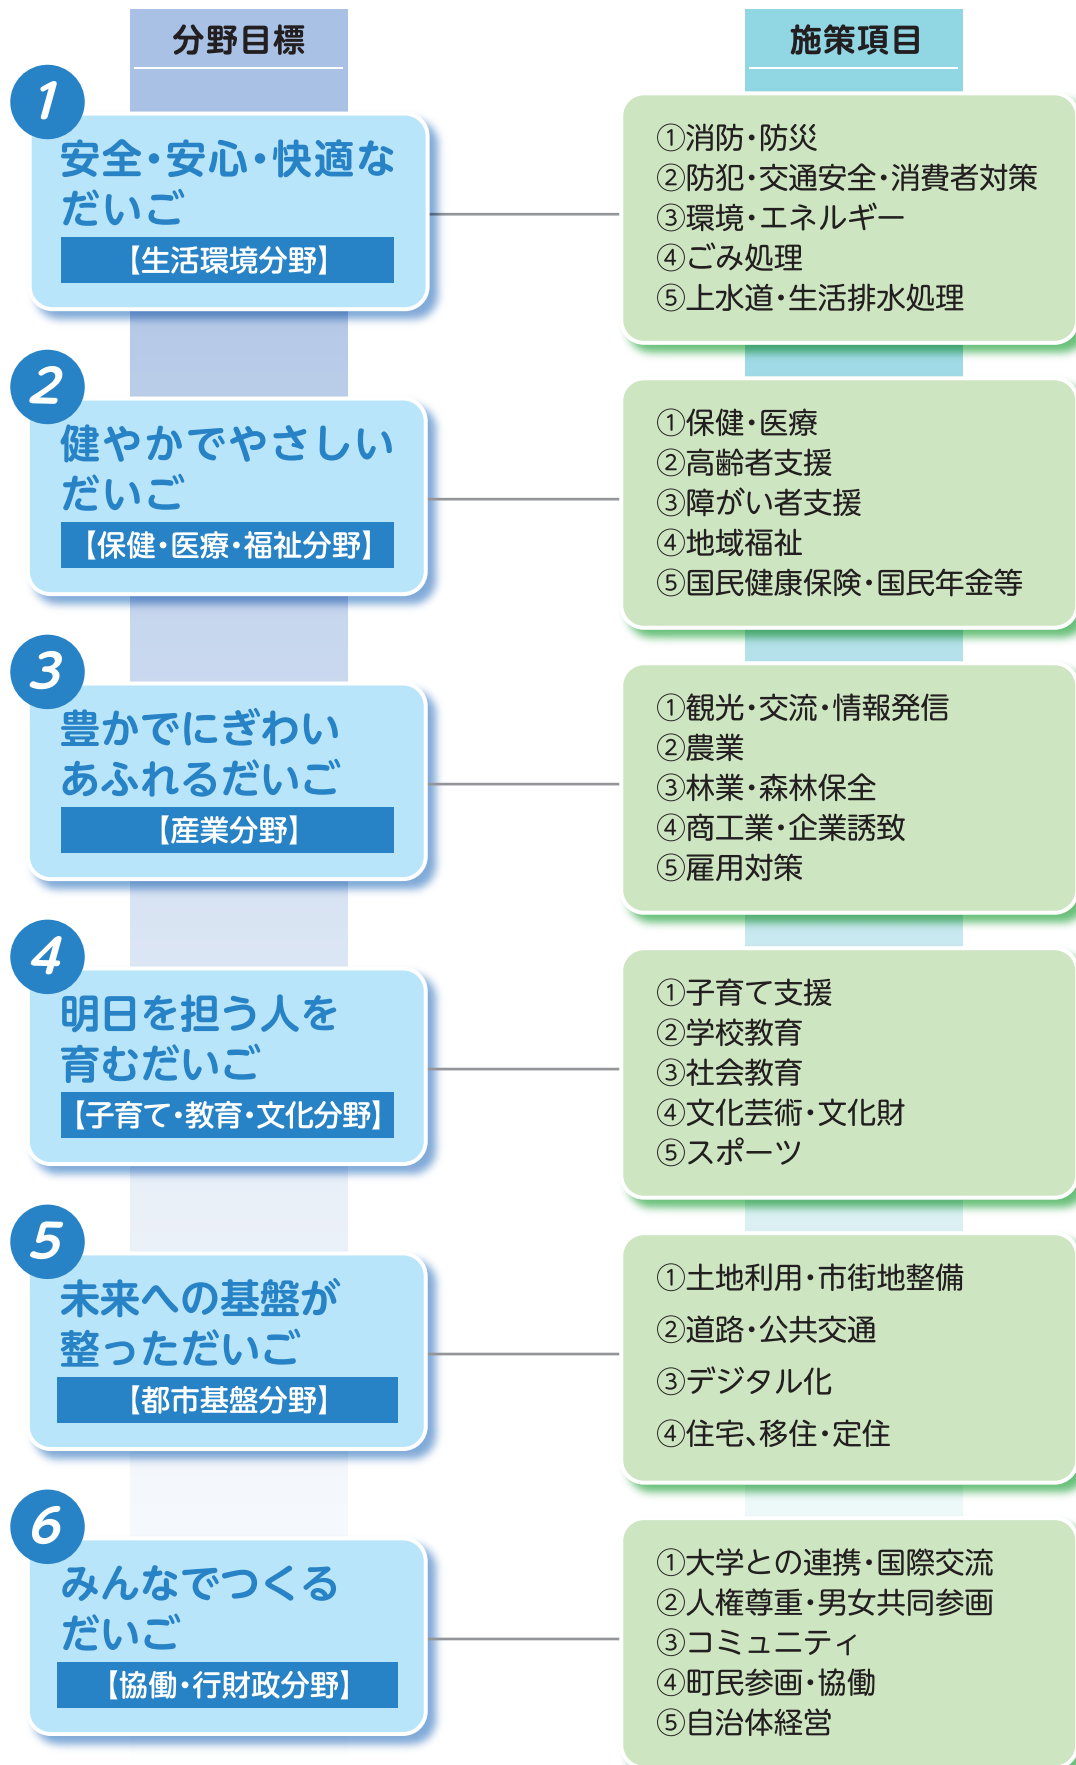 分野目標
施策項目
1
安全・安心・快適な
だいご
【生活環境分野】
①消防・防災
②防犯・交通安全・消費者対策
③環境・エネルギー
④ごみ処理
⑤上水道・生活排水処理
2
健やかでやさしい
だいご
【保健・医療・福祉分野】
①保健・医療
②高齢者支援
③障がい者支援
④地域福祉
⑤国民健康保険・国民年金等
3
豊かでにぎわい
あふれるだいご
【産業分野】
①観光・交流・情報発信
②農業
③林業・森林保全
④商工業・企業誘致
⑤雇用対策
4
明日を担う人を
育むだいご
【子育て・教育・文化分野】
①子育て支援
②学校教育
③社会教育
④文化芸術・文化財
⑤スポーツ
5
未来への基盤が
整っただいご
【都市基盤分野】
①土地利用・市街地整備
②道路・公共交通
③デジタル化
④住宅、移住・定住
6
みんなでつくる
だいご
【協働・行財政分野】
①大学との連携・国際交流
②人権尊重・男女共同参画
③コミュニティ
④町民参画・協働
⑤自治体経営